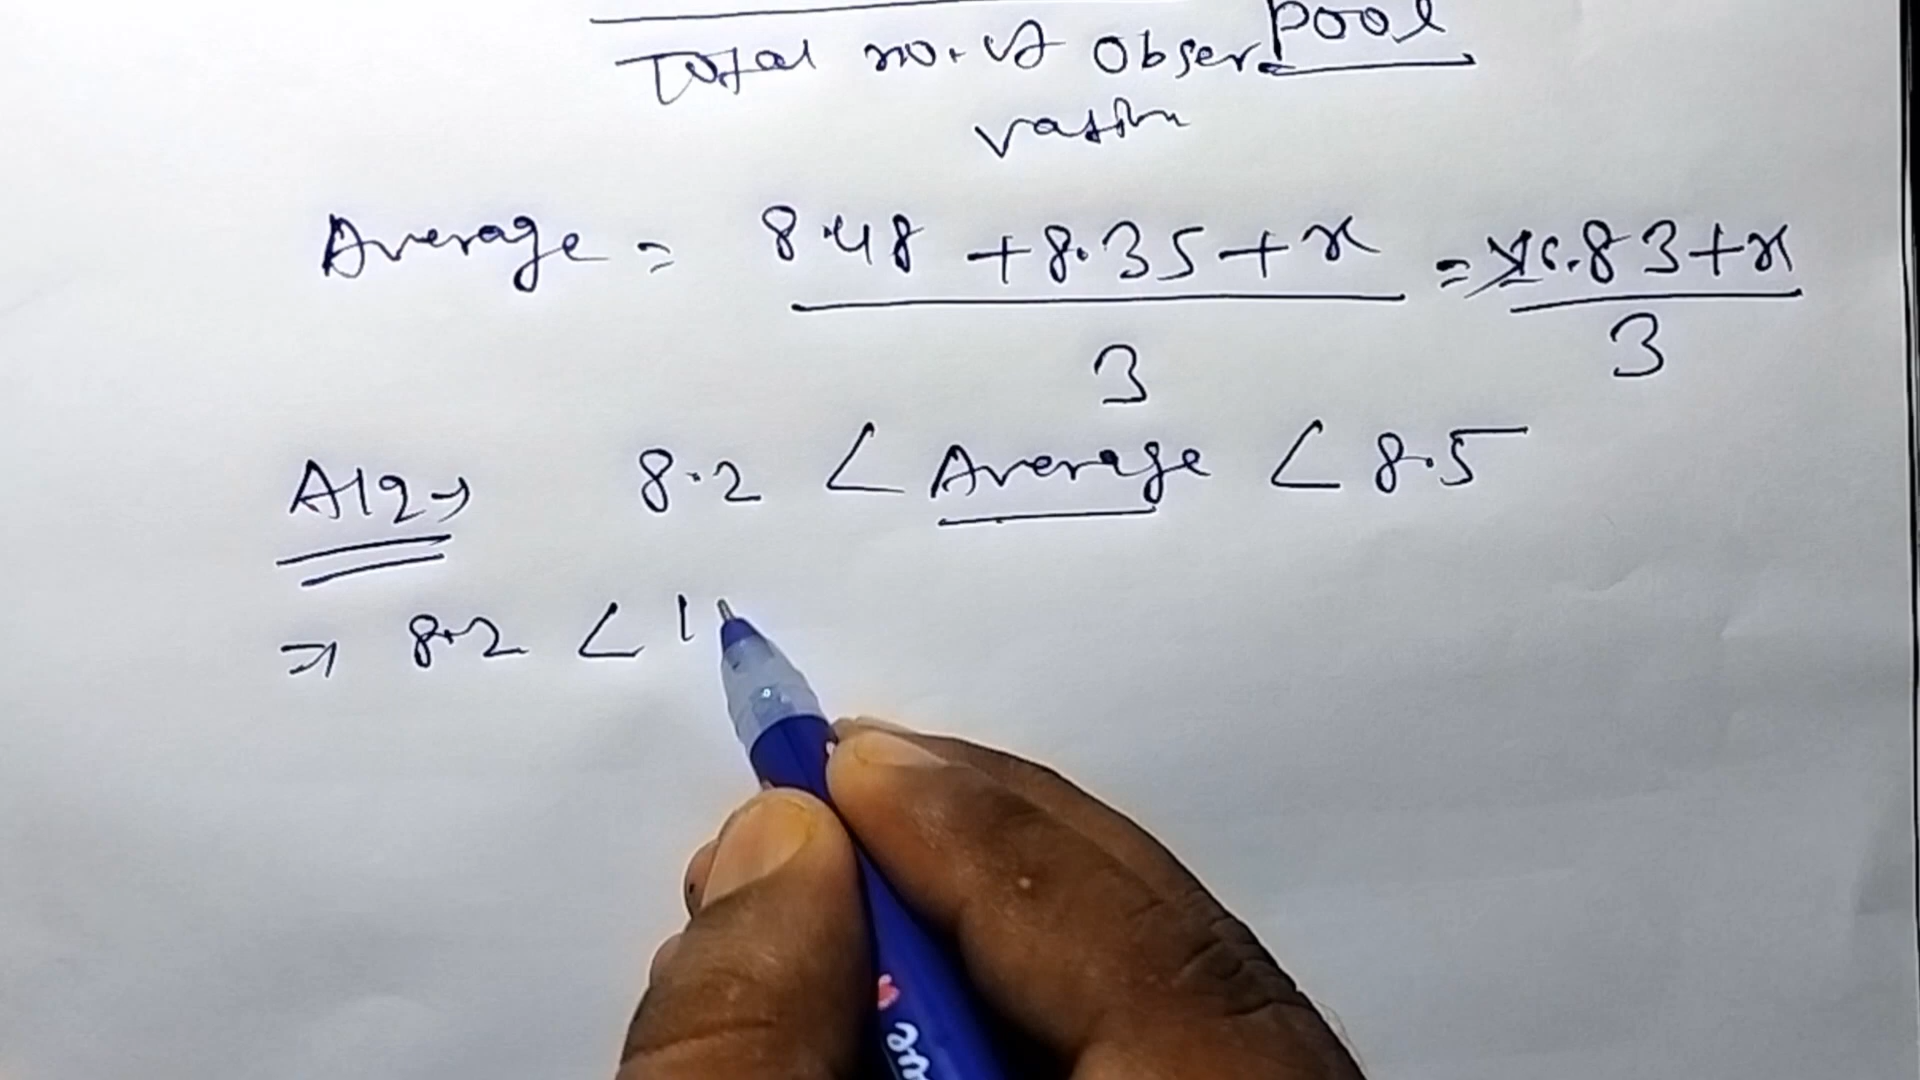 pool
Total no. of Obser-
vation
Average = 8.48 + 8.35 + x / 3 = 16.83 + x / 3
A/q→ 8.2 < Average < 8.5
⇒ 8.2 < 1